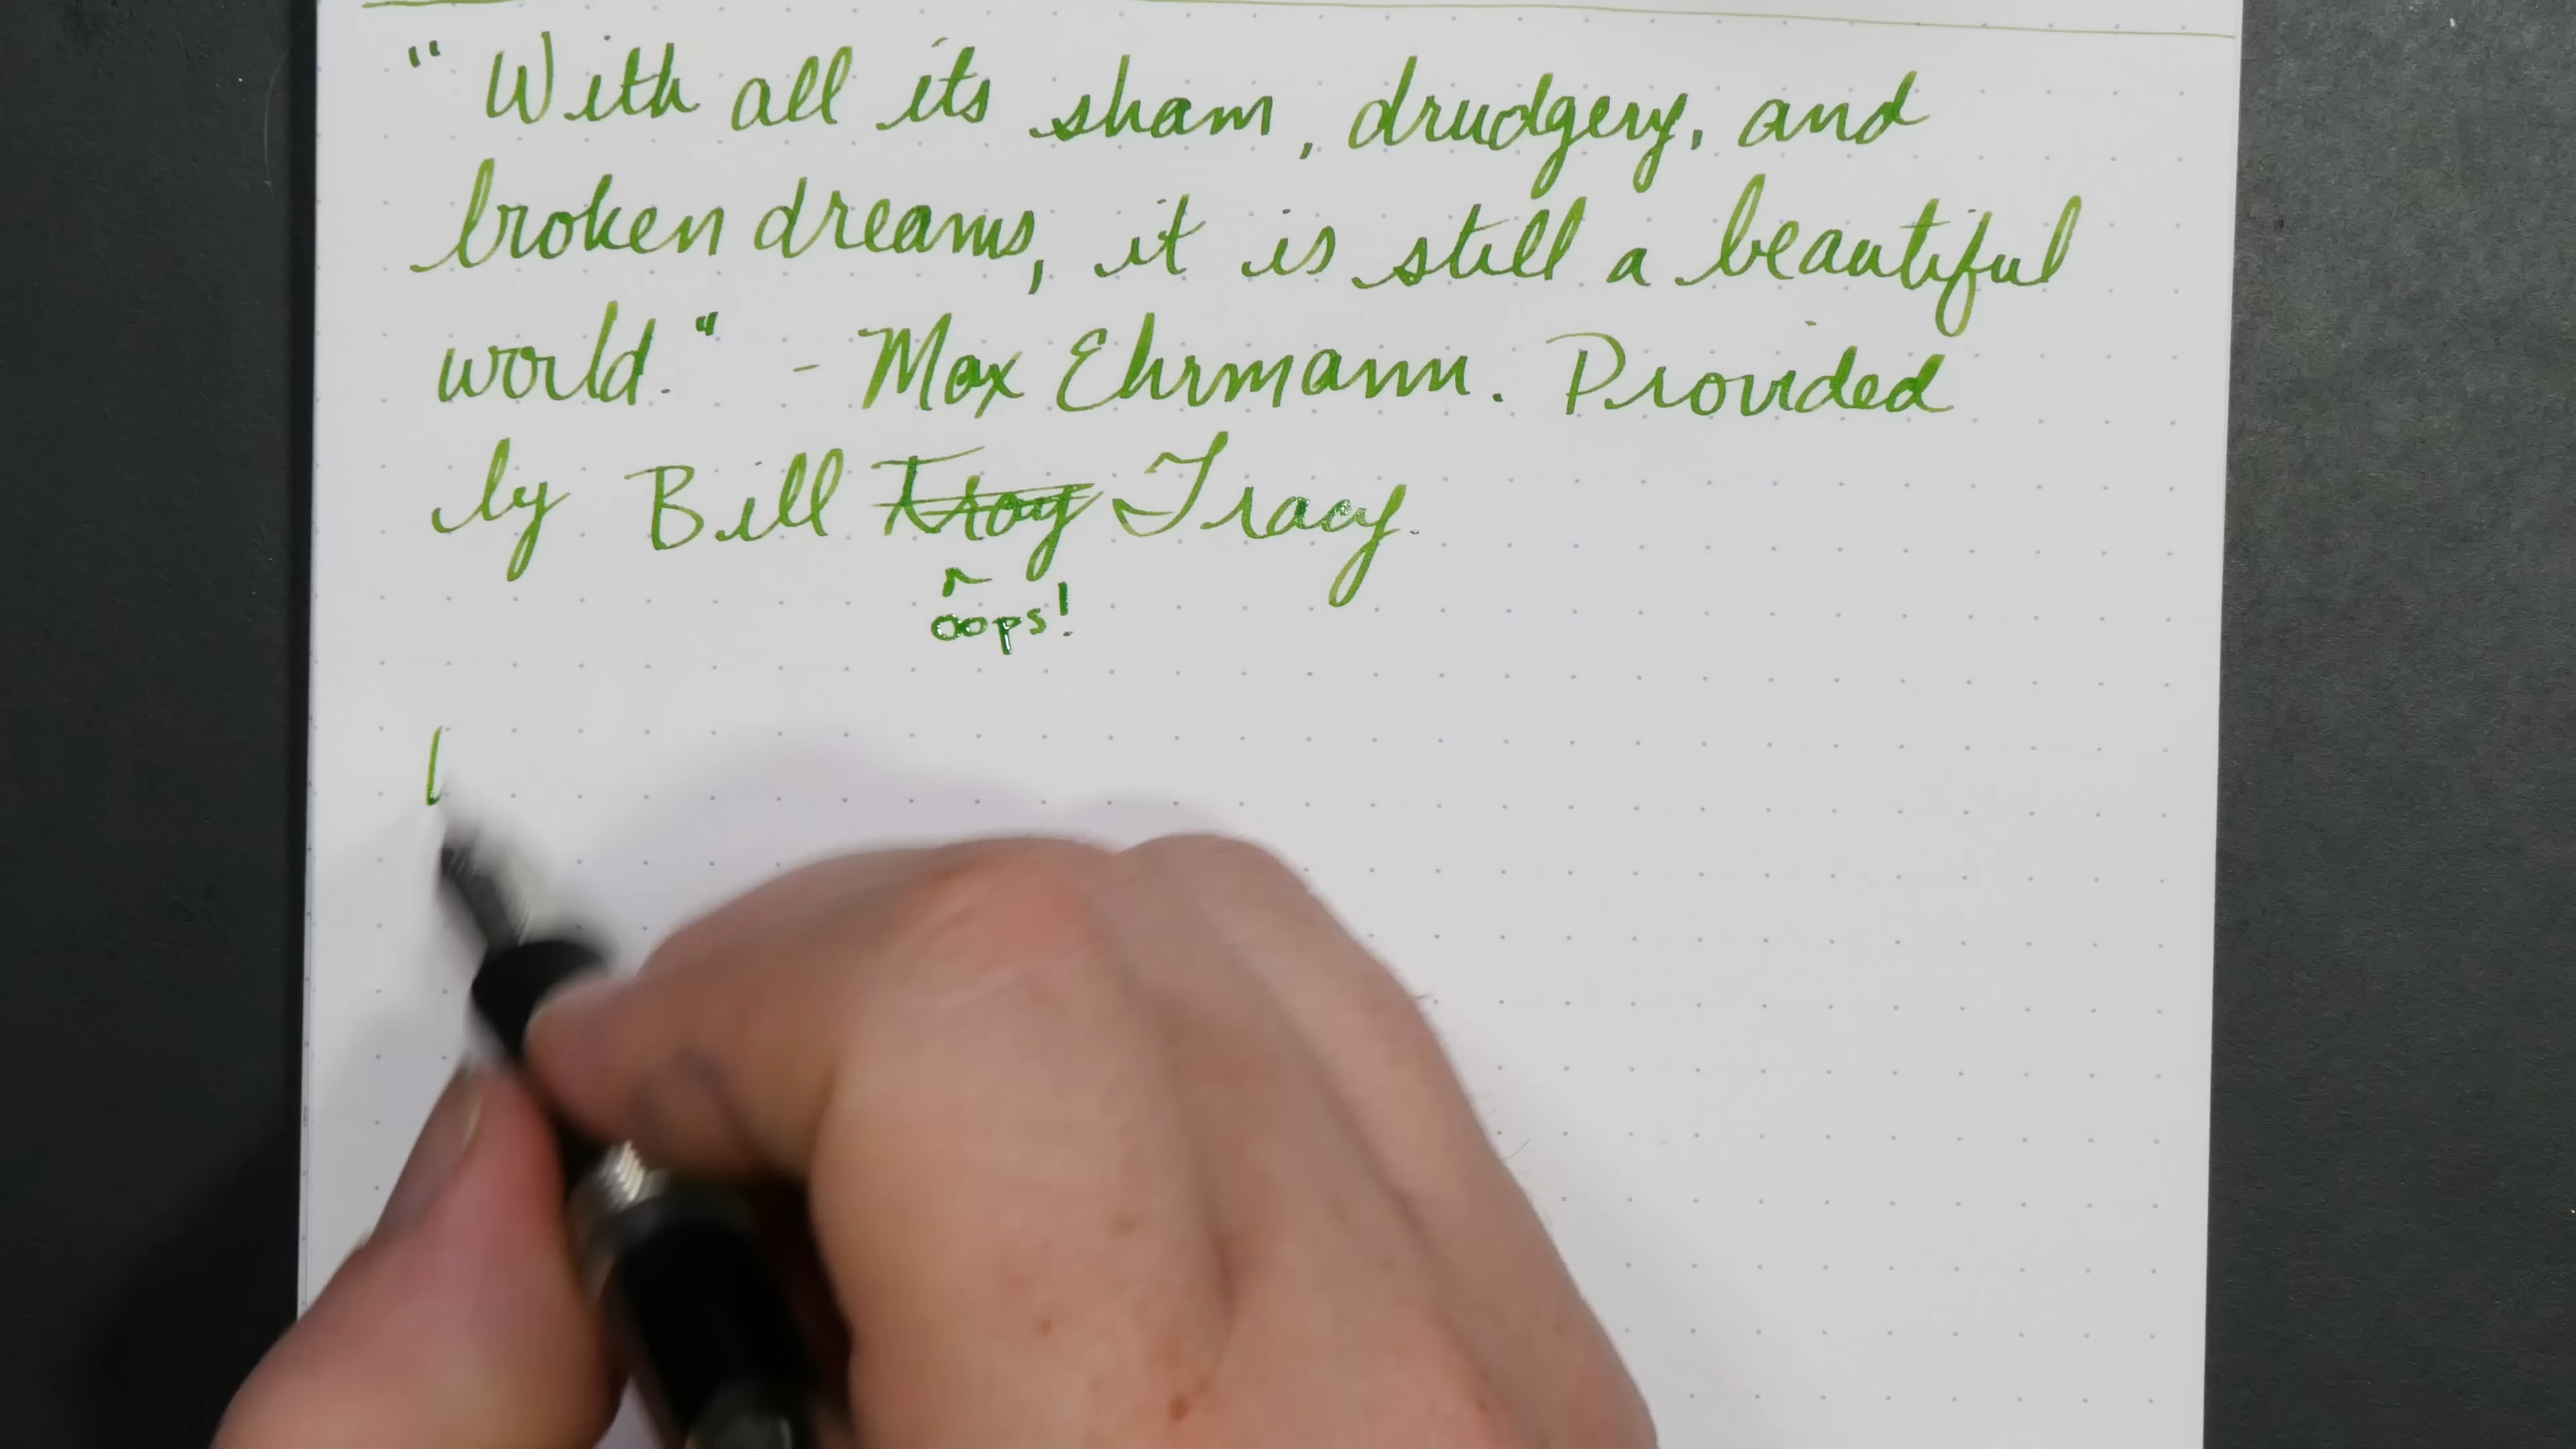 "With all its sham, drudgery, and
broken dreams, it is still a beautiful
world." - Max Ehrmann. Provided
by Bill Tracy.
oops!